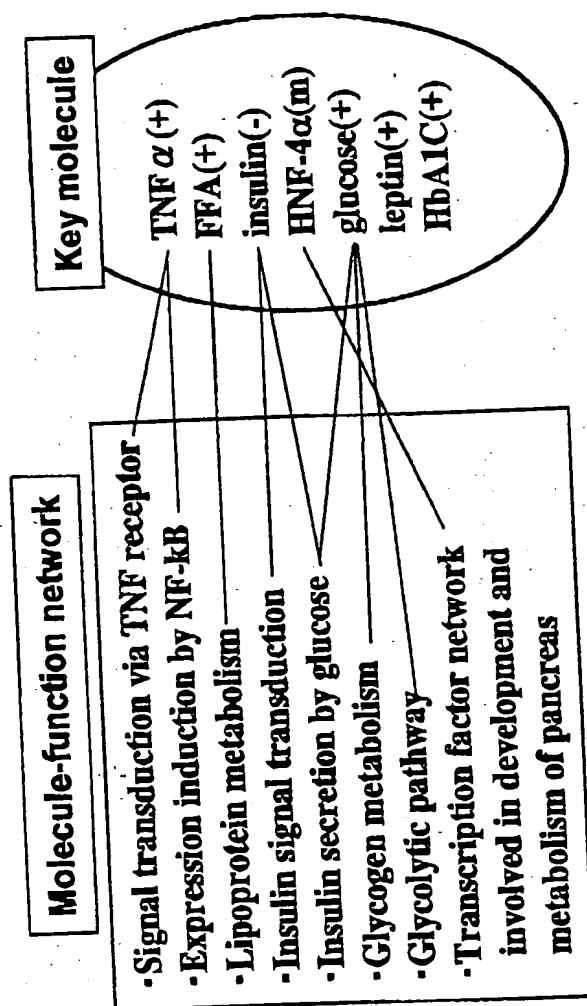 Molecule-function network
・Signal transduction via TNF receptor
・Expression induction by NF-kB
・Lipoprotein metabolism
・Insulin signal transduction
・Insulin secretion by glucose
・Glycogen metabolism
・Glycolytic pathway
・Transcription factor network
involved in development and
metabolism of pancreas
Key molecule
TNFα(+)
FFA(+)
insulin(-)
HNF-4α(m)
glucose(+)
leptin(+)
HbA1C(+)